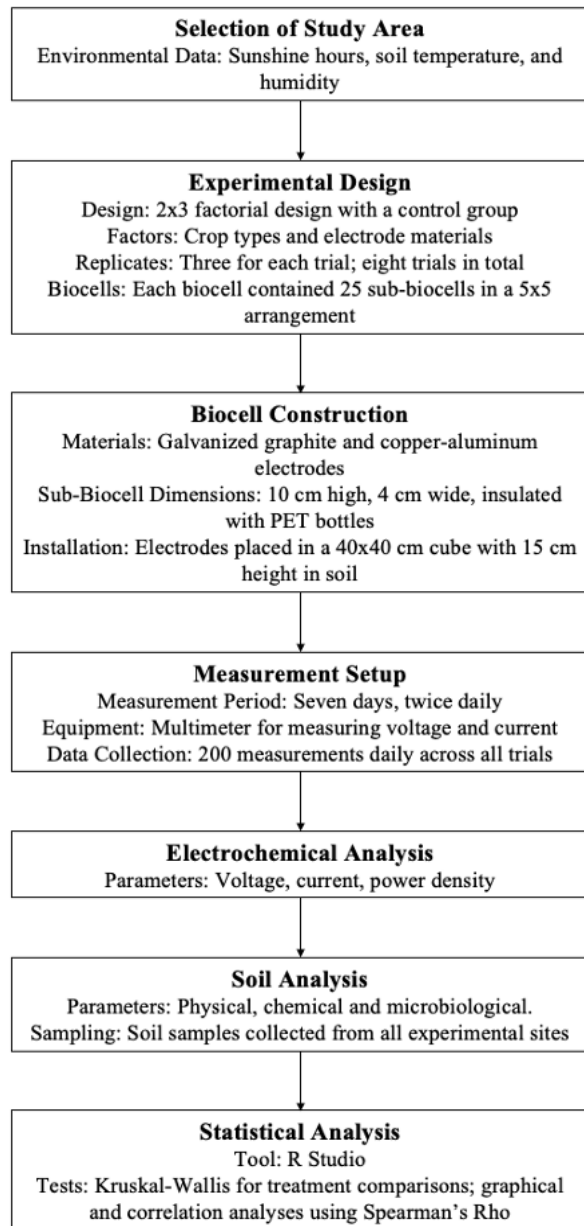 Selection of Study Area
Environmental Data: Sunshine hours, soil temperature, and
humidity
Experimental Design
Design: 2x3 factorial design with a control group
Factors: Crop types and electrode materials
Replicates: Three for each trial; eight trials in total
Biocells: Each biocell contained 25 sub-biocells in a 5x5
arrangement
Biocell Construction
Materials: Galvanized graphite and copper-aluminum
electrodes
Sub-Biocell Dimensions: 10 cm high, 4 cm wide, insulated
with PET bottles
Installation: Electrodes placed in a 40x40 cm cube with 15 cm
height in soil
Measurement Setup
Measurement Period: Seven days, twice daily
Equipment: Multimeter for measuring voltage and current
Data Collection: 200 measurements daily across all trials
Electrochemical Analysis
Parameters: Voltage, current, power density
Soil Analysis
Parameters: Physical, chemical and microbiological.
Sampling: Soil samples collected from all experimental sites
Statistical Analysis
Tool: R Studio
Tests: Kruskal-Wallis for treatment comparisons; graphical
and correlation analyses using Spearman's Rho